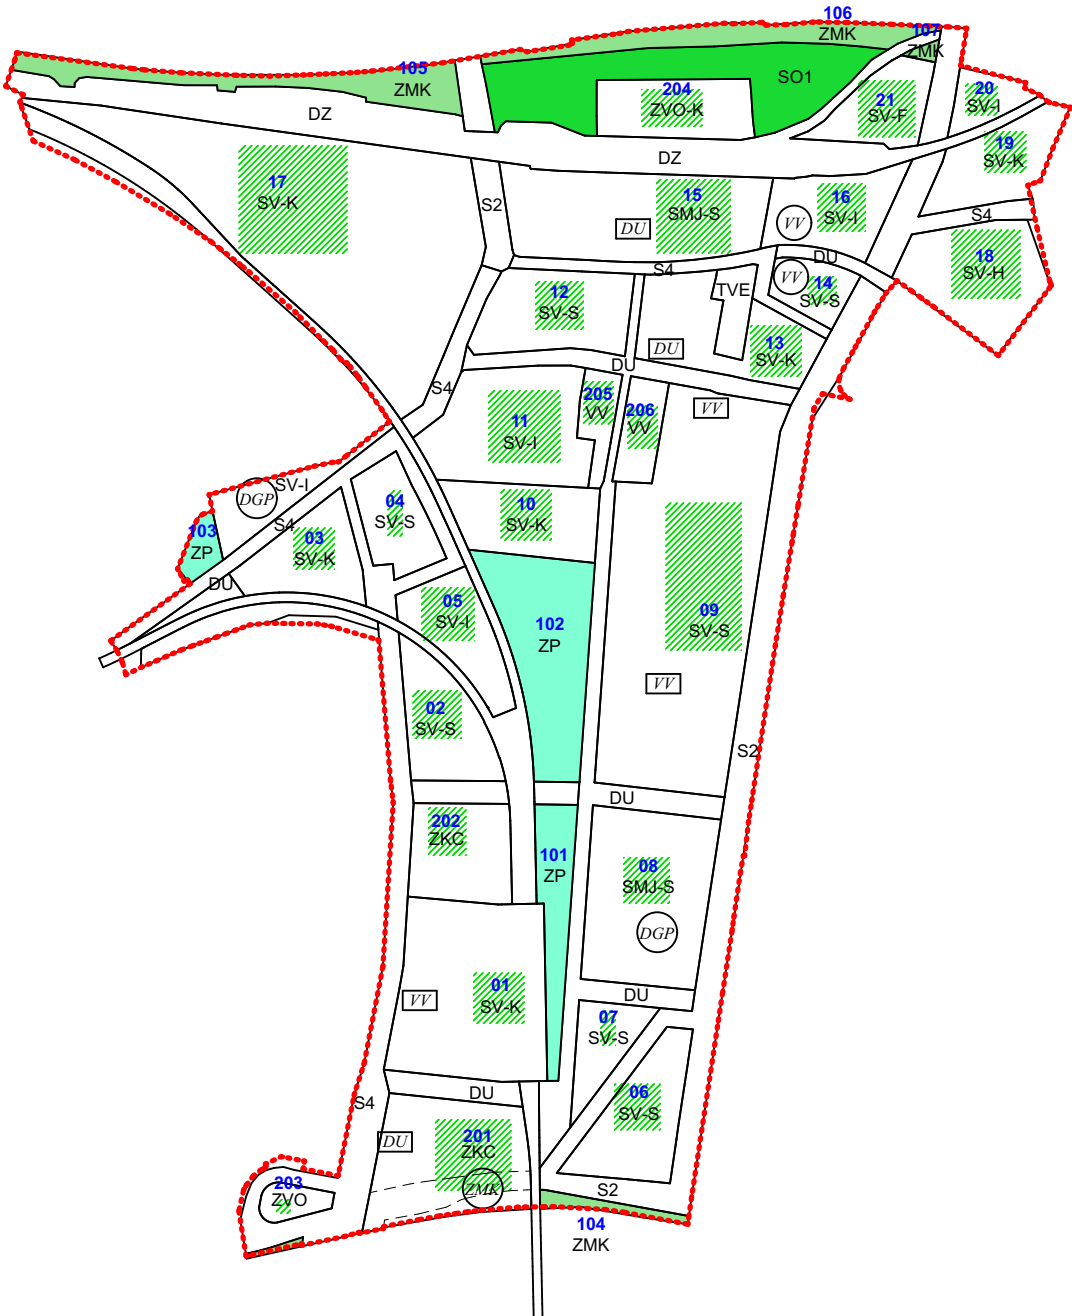 106
ZMK
107
ZMK
105
ZMK
SO1
204
ZVO-K
21
SV-F
20
SV-I
DZ
19
SV-K
DZ
17
SV-K
15
SMJ-S
16
SV-I
S2
S4
DU
VV
18
SV-H
DU
S4
VV
14
SV-S
TVE
12
SV-S
13
SV-K
DU
DU
S4
205
VV
206
VV
VV
11
SV-I
SV-I
DGP
04
SV-S
10
SV-K
S4
103
ZP
03
SV-K
DU
05
SV-I
09
SV-S
102
ZP
VV
02
SV-S
S2
DU
202
ZKC
101
ZP
08
SMJ-S
DGP
01
SV-K
VV
DU
07
SV-S
DU
06
SV-S
S4
DU
201
ZKC
203
ZVO
ZMK
S2
104
ZMK